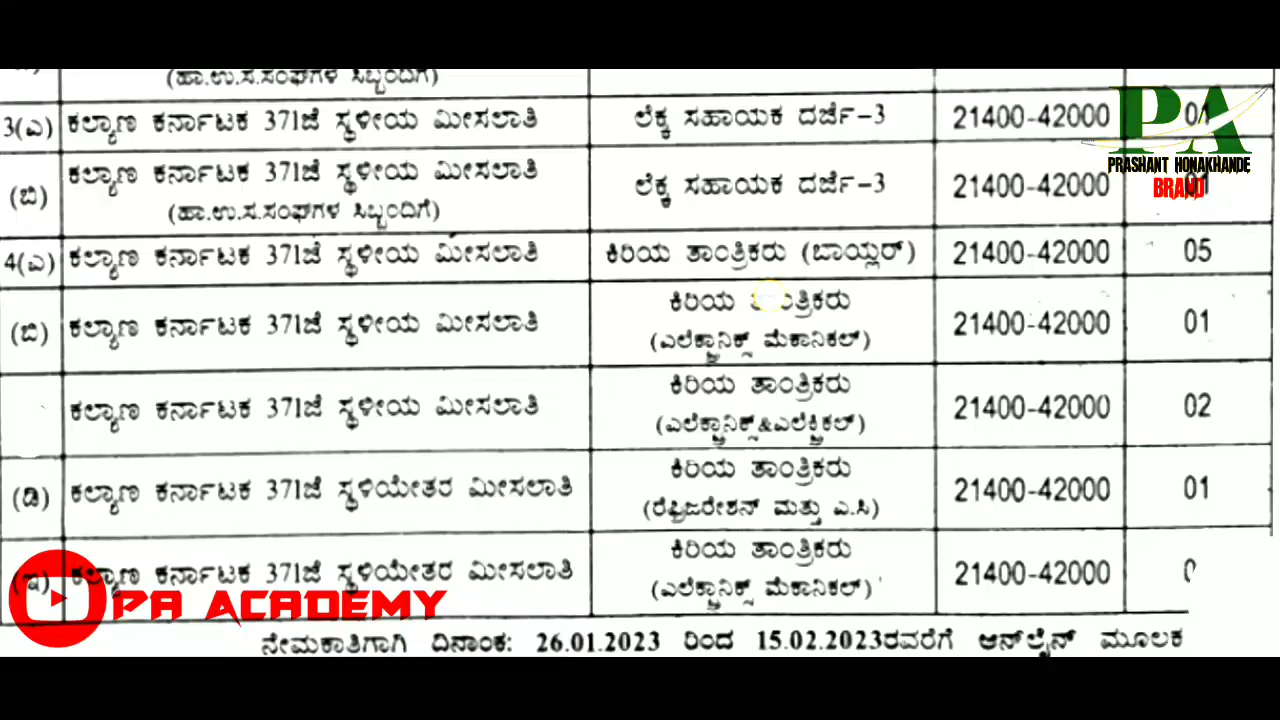 (ಹಾ.ಉ.ಸ.ಸಂಘಗಳ ಸಿಬ್ಬಂದಿಗೆ)
3(ಎ) ಕಲ್ಯಾಣ ಕರ್ನಾಟಕ 371ಜೆ ಸ್ಥಳೀಯ ಮೀಸಲಾತಿ ಲೆಕ್ಕ ಸಹಾಯಕ ದರ್ಜೆ-3 21400-42000 01
PA
PRASHANT HONAKHANDE
BRAND
(ಬಿ) ಕಲ್ಯಾಣ ಕರ್ನಾಟಕ 371ಜೆ ಸ್ಥಳೀಯ ಮೀಸಲಾತಿ ಲೆಕ್ಕ ಸಹಾಯಕ ದರ್ಜೆ-3 21400-42000 01
(ಹಾ.ಉ.ಸ.ಸಂಘಗಳ ಸಿಬ್ಬಂದಿಗೆ)
4(ಎ) ಕಲ್ಯಾಣ ಕರ್ನಾಟಕ 371ಜೆ ಸ್ಥಳೀಯ ಮೀಸಲಾತಿ ಕಿರಿಯ ತಾಂತ್ರಿಕರು (ಬಾಯ್ಲರ್) 21400-42000 05
(ಬಿ) ಕಲ್ಯಾಣ ಕರ್ನಾಟಕ 371ಜೆ ಸ್ಥಳೀಯ ಮೀಸಲಾತಿ ಕಿರಿಯ ತಾಂತ್ರಿಕರು 21400-42000 01
(ಎಲೆಕ್ಟ್ರಾನಿಕ್ಸ್ ಮೆಕಾನಿಕಲ್)
ಕಲ್ಯಾಣ ಕರ್ನಾಟಕ 371ಜೆ ಸ್ಥಳೀಯ ಮೀಸಲಾತಿ ಕಿರಿಯ ತಾಂತ್ರಿಕರು 21400-42000 02
(ಎಲೆಕ್ಟ್ರಾನಿಕ್ಸ್&ಎಲೆಕ್ಟ್ರಿಕಲ್)
(ಡಿ) ಕಲ್ಯಾಣ ಕರ್ನಾಟಕ 371ಜೆ ಸ್ಥಳಿಯೇತರ ಮೀಸಲಾತಿ ಕಿರಿಯ ತಾಂತ್ರಿಕರು 21400-42000 01
(ರೆಫ್ರಿಜರೇಶನ್ ಮತ್ತು ಎ.ಸಿ)
(ಇ) ಕಲ್ಯಾಣ ಕರ್ನಾಟಕ 371ಜೆ ಸ್ಥಳಿಯೇತರ ಮೀಸಲಾತಿ ಕಿರಿಯ ತಾಂತ್ರಿಕರು 21400-42000
(ಎಲೆಕ್ಟ್ರಾನಿಕ್ಸ್ ಮೆಕಾನಿಕಲ್)
PA ACADEMY
ನೇಮಕಾತಿಗಾಗಿ ದಿನಾಂಕ: 26.01.2023 ರಿಂದ 15.02.2023ರವರೆಗೆ ಆನ್‌ಲೈನ್ ಮೂಲಕ